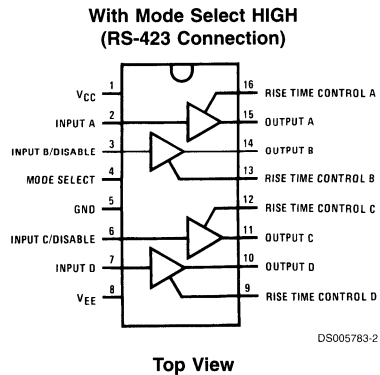 With Mode Select HIGH
(RS-423 Connection)
1
VCC
16
RISE TIME CONTROL A
2
INPUT A
15
OUTPUT A
3
INPUT B/DISABLE
14
OUTPUT B
4
MODE SELECT
13
RISE TIME CONTROL B
5
GND
12
RISE TIME CONTROL C
6
INPUT C/DISABLE
11
OUTPUT C
7
INPUT D
10
OUTPUT D
8
VEE
9
RISE TIME CONTROL D
DS005783-2
Top View